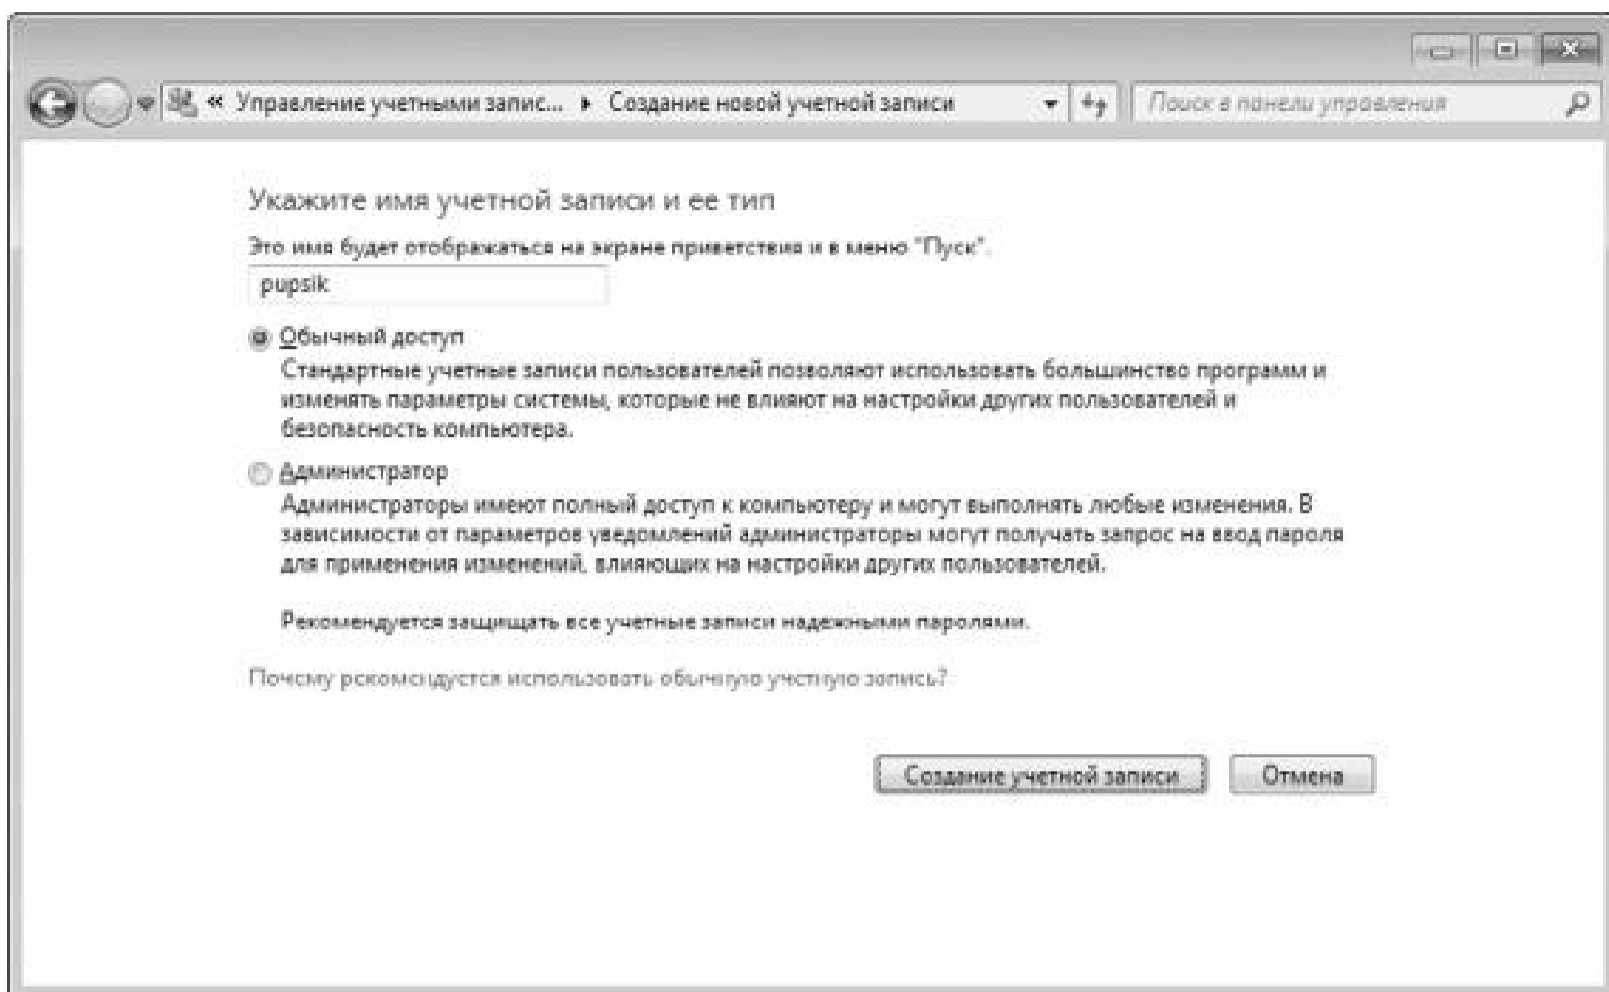 « Управление учетными запис... ▸ Создание новой учетной записи
Поиск в панели управления
Укажите имя учетной записи и ее тип
Это имя будет отображаться на экране приветствия и в меню "Пуск".
pupsik
Обычный доступ
Стандартные учетные записи пользователей позволяют использовать большинство программ и
изменять параметры системы, которые не влияют на настройки других пользователей и
безопасность компьютера.
Администратор
Администраторы имеют полный доступ к компьютеру и могут выполнять любые изменения. В
зависимости от параметров уведомлений администраторы могут получать запрос на ввод пароля
для применения изменений, влияющих на настройки других пользователей.
Рекомендуется защищать все учетные записи надежными паролями.
Почему рекомендуется использовать обычную учетную запись?
Создание учетной записи
Отмена